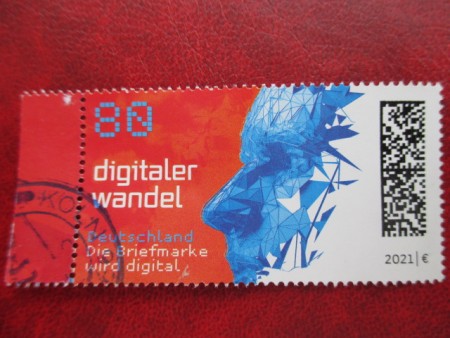 80
digitaler
wandel
Deutschland
Die Briefmarke
wird digital
2021|€